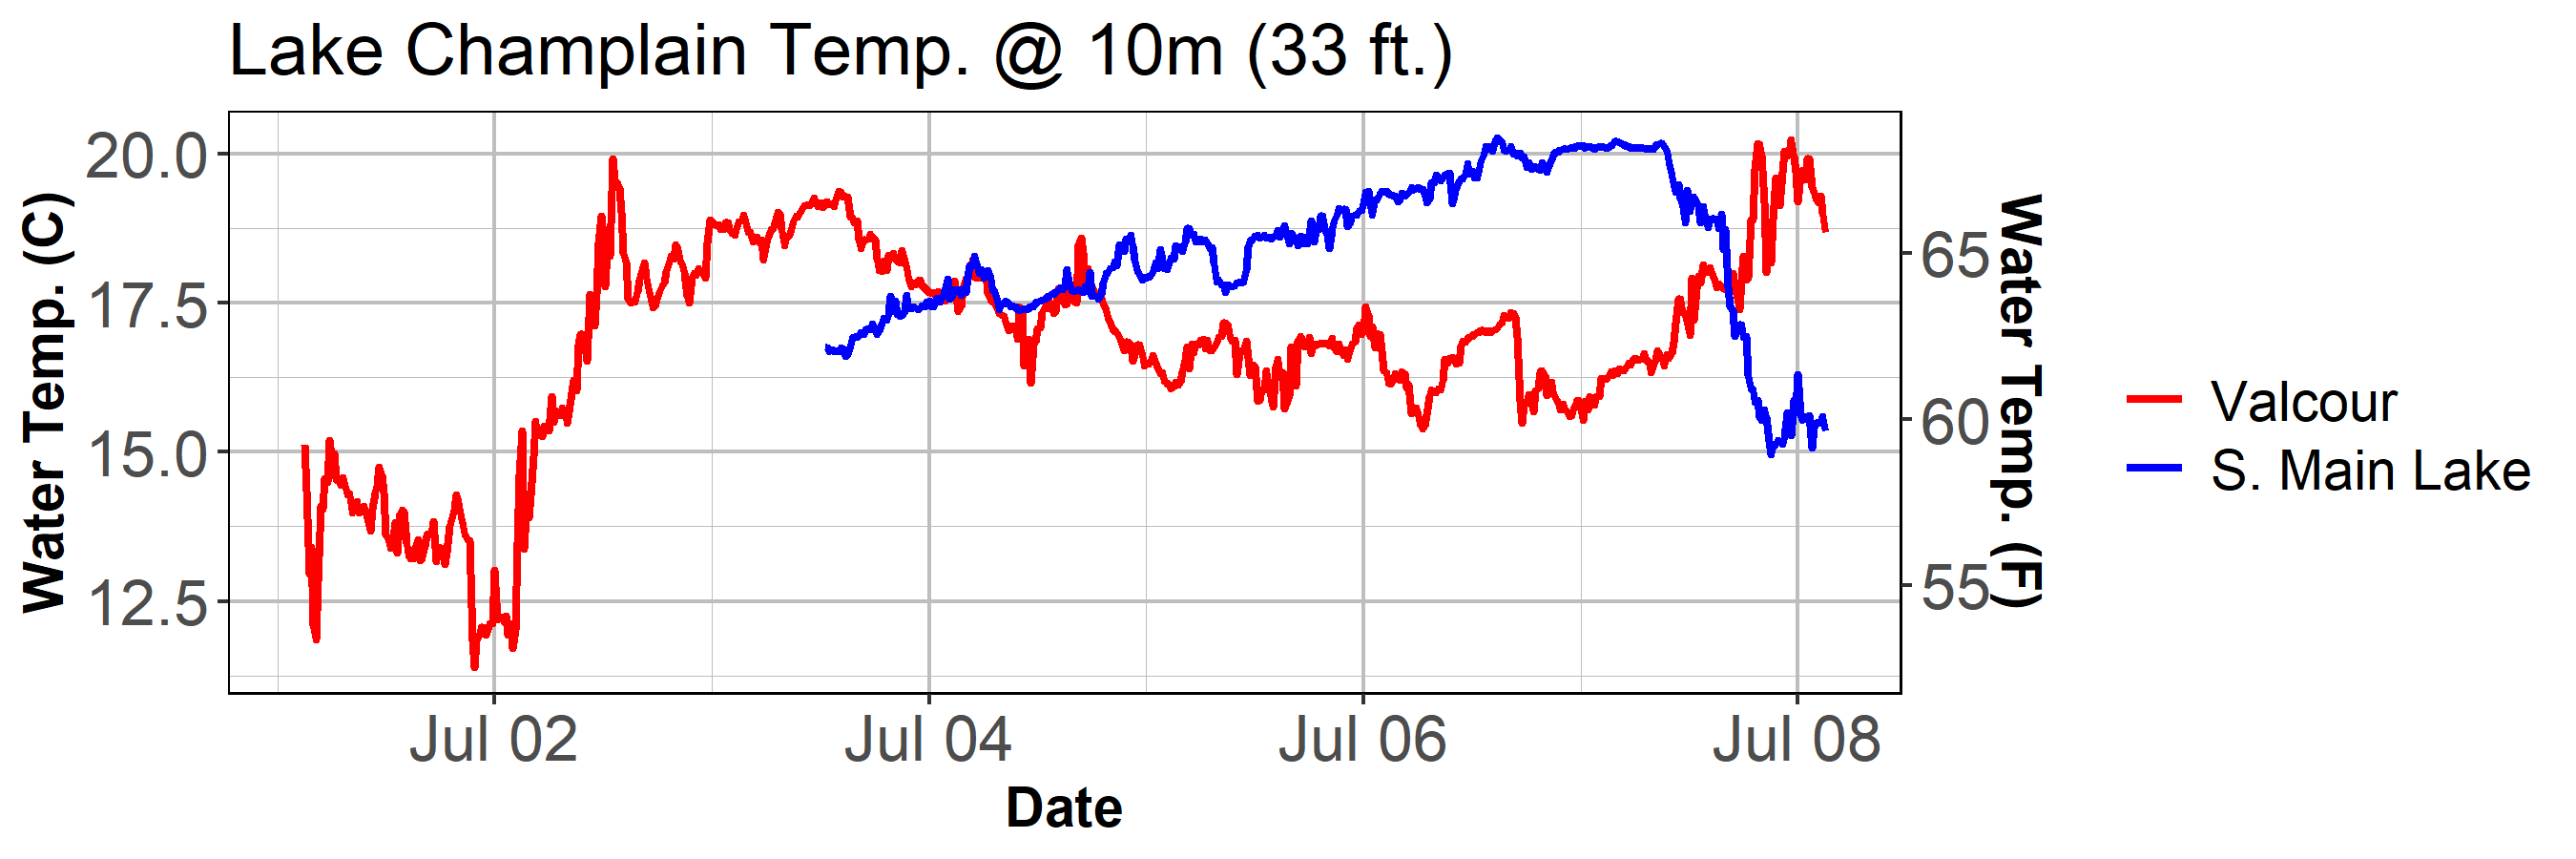 Lake Champlain Temp. @ 10m (33 ft.)
Water Temp. (C)
20.0
17.5
15.0
12.5
65
60
55
Water Temp. (F)
Jul 02
Jul 04
Jul 06
Jul 08
Date
Valcour
S. Main Lake